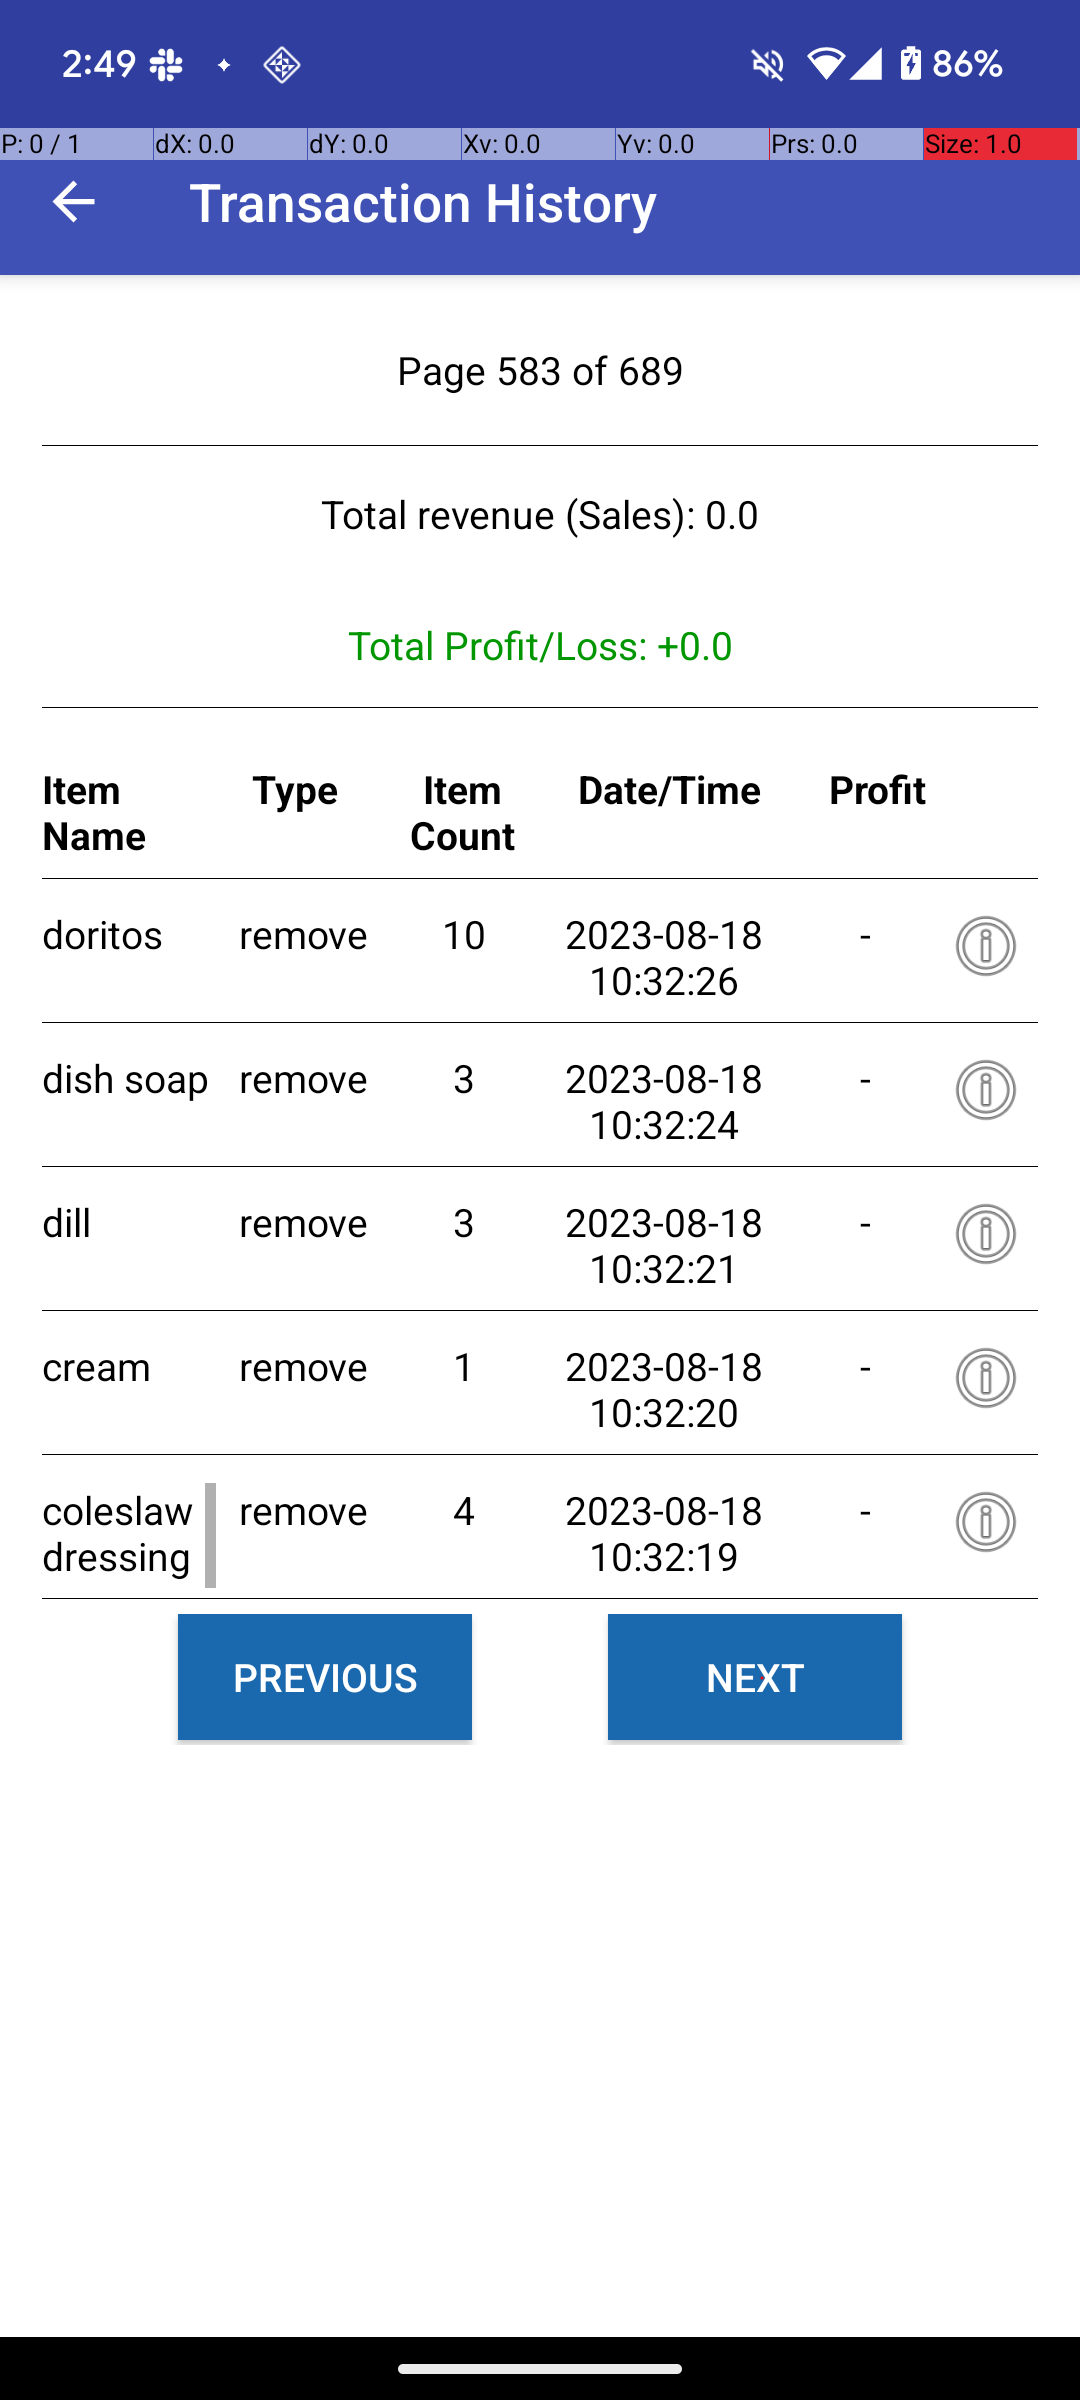 2:49 86%
P: 0 / 1 dX: 0.0 dY: 0.0 Xv: 0.0 Yv: 0.0 Prs: 0.0 Size: 1.0
Transaction History
Page 583 of 689
Total revenue (Sales): 0.0
Total Profit/Loss: +0.0
Item Type Item Date/Time Profit
Name Count
doritos remove 10 2023-08-18 -
10:32:26
dish soap remove 3 2023-08-18 -
10:32:24
dill remove 3 2023-08-18 -
10:32:21
cream remove 1 2023-08-18 -
10:32:20
coleslaw remove 4 2023-08-18 -
dressing 10:32:19
PREVIOUS NEXT